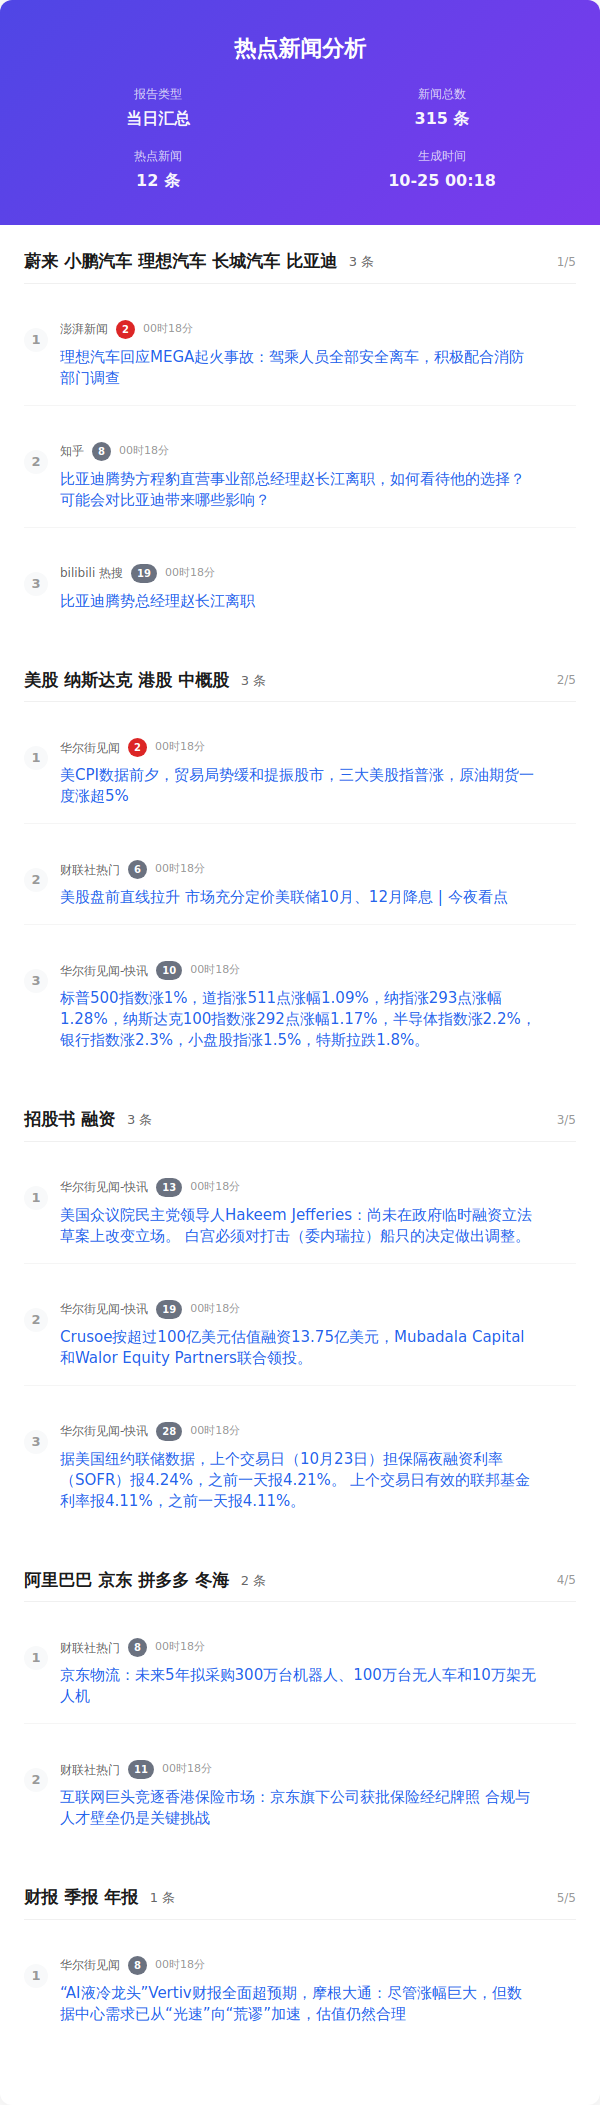 热点新闻分析
报告类型
当日汇总
新闻总数
315 条
热点新闻
12 条
生成时间
10-25 00:18
蔚来 小鹏汽车 理想汽车 长城汽车 比亚迪 3 条 1/5
1
澎湃新闻 2 00时18分
理想汽车回应MEGA起火事故：驾乘人员全部安全离车，积极配合消防
部门调查
2
知乎 8 00时18分
比亚迪腾势方程豹直营事业部总经理赵长江离职，如何看待他的选择？
可能会对比亚迪带来哪些影响？
3
bilibili 热搜 19 00时18分
比亚迪腾势总经理赵长江离职
美股 纳斯达克 港股 中概股 3 条 2/5
1
华尔街见闻 2 00时18分
美CPI数据前夕，贸易局势缓和提振股市，三大美股指普涨，原油期货一
度涨超5%
2
财联社热门 6 00时18分
美股盘前直线拉升 市场充分定价美联储10月、12月降息 | 今夜看点
3
华尔街见闻-快讯 10 00时18分
标普500指数涨1%，道指涨511点涨幅1.09%，纳指涨293点涨幅
1.28%，纳斯达克100指数涨292点涨幅1.17%，半导体指数涨2.2%，
银行指数涨2.3%，小盘股指涨1.5%，特斯拉跌1.8%。
招股书 融资 3 条 3/5
1
华尔街见闻-快讯 13 00时18分
美国众议院民主党领导人Hakeem Jefferies：尚未在政府临时融资立法
草案上改变立场。 白宫必须对打击（委内瑞拉）船只的决定做出调整。
2
华尔街见闻-快讯 19 00时18分
Crusoe按超过100亿美元估值融资13.75亿美元，Mubadala Capital
和Walor Equity Partners联合领投。
3
华尔街见闻-快讯 28 00时18分
据美国纽约联储数据，上个交易日（10月23日）担保隔夜融资利率
（SOFR）报4.24%，之前一天报4.21%。 上个交易日有效的联邦基金
利率报4.11%，之前一天报4.11%。
阿里巴巴 京东 拼多多 冬海 2 条 4/5
1
财联社热门 8 00时18分
京东物流：未来5年拟采购300万台机器人、100万台无人车和10万架无
人机
2
财联社热门 11 00时18分
互联网巨头竞逐香港保险市场：京东旗下公司获批保险经纪牌照 合规与
人才壁垒仍是关键挑战
财报 季报 年报 1 条 5/5
1
华尔街见闻 8 00时18分
“AI液冷龙头”Vertiv财报全面超预期，摩根大通：尽管涨幅巨大，但数
据中心需求已从“光速”向“荒谬”加速，估值仍然合理